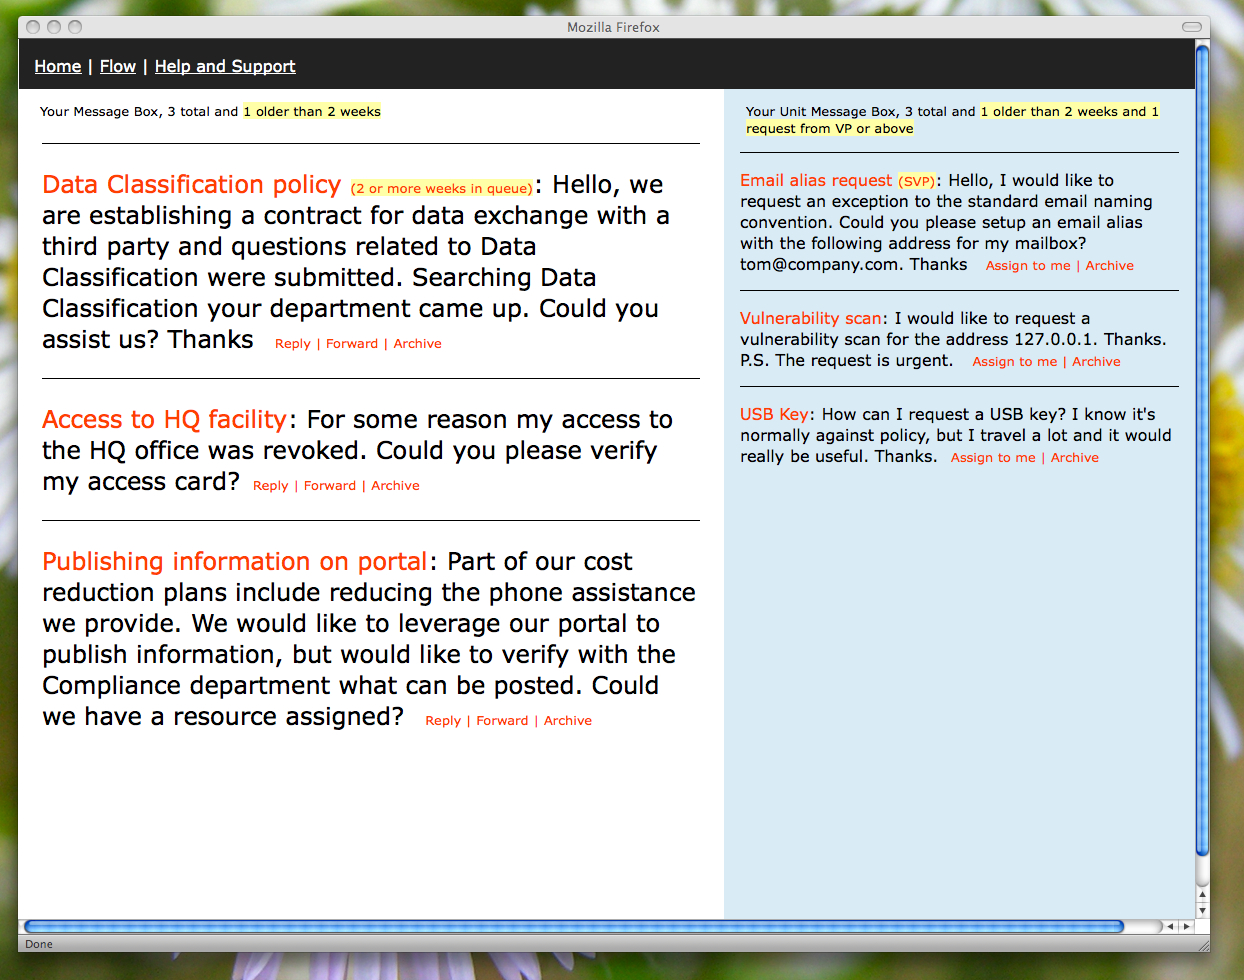 Mozilla Firefox
Home | Flow | Help and Support
Your Message Box, 3 total and 1 older than 2 weeks
Data Classification policy (2 or more weeks in queue): Hello, we
are establishing a contract for data exchange with a
third party and questions related to Data
Classification were submitted. Searching Data
Classification your department came up. Could you
assist us? Thanks Reply | Forward | Archive
Access to HQ facility: For some reason my access to
the HQ office was revoked. Could you please verify
my access card? Reply | Forward | Archive
Publishing information on portal: Part of our cost
reduction plans include reducing the phone assistance
we provide. We would like to leverage our portal to
publish information, but would like to verify with the
Compliance department what can be posted. Could
we have a resource assigned? Reply | Forward | Archive
Your Unit Message Box, 3 total and 1 older than 2 weeks and 1
request from VP or above
Email alias request (SVP): Hello, I would like to
request an exception to the standard email naming
convention. Could you please setup an email alias
with the following address for my mailbox?
tom@company.com. Thanks Assign to me | Archive
Vulnerability scan: I would like to request a
vulnerability scan for the address 127.0.0.1. Thanks.
P.S. The request is urgent. Assign to me | Archive
USB Key: How can I request a USB key? I know it's
normally against policy, but I travel a lot and it would
really be useful. Thanks. Assign to me | Archive
Done